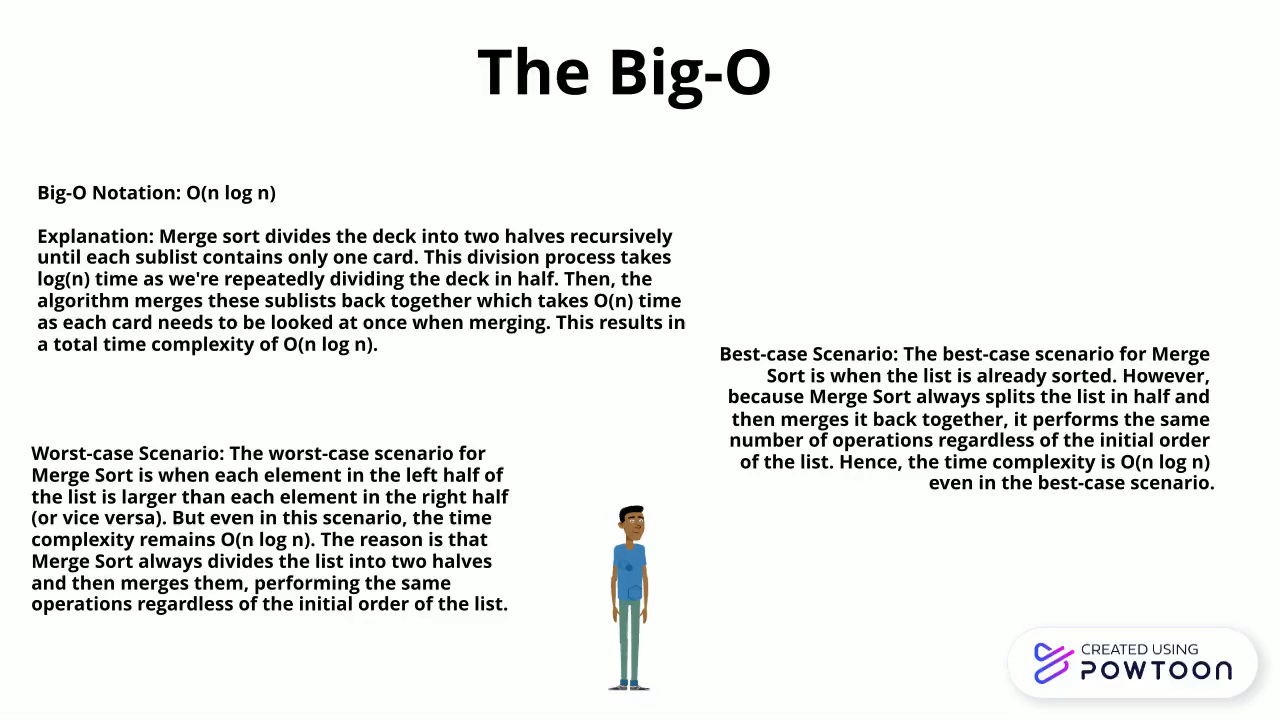 The Big-O
Big-O Notation: O(n log n)
Explanation: Merge sort divides the deck into two halves recursively
until each sublist contains only one card. This division process takes
log(n) time as we're repeatedly dividing the deck in half. Then, the
algorithm merges these sublists back together which takes O(n) time
as each card needs to be looked at once when merging. This results in
a total time complexity of O(n log n).
Best-case Scenario: The best-case scenario for Merge
Sort is when the list is already sorted. However,
because Merge Sort always splits the list in half and
then merges it back together, it performs the same
number of operations regardless of the initial order
of the list. Hence, the time complexity is O(n log n)
even in the best-case scenario.
Worst-case Scenario: The worst-case scenario for
Merge Sort is when each element in the left half of
the list is larger than each element in the right half
(or vice versa). But even in this scenario, the time
complexity remains O(n log n). The reason is that
Merge Sort always divides the list into two halves
and then merges them, performing the same
operations regardless of the initial order of the list.
CREATED USING
POWTOON